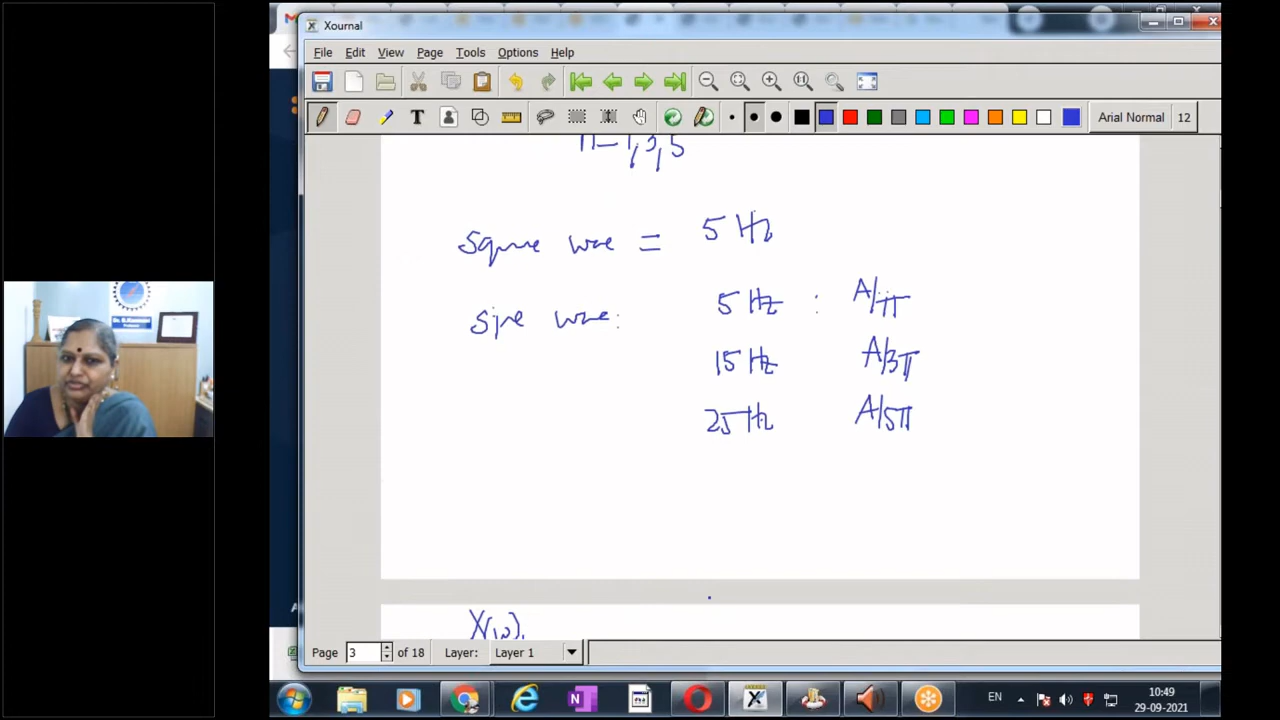 Xournal
File Edit View Page Tools Options Help
Arial Normal 12
n=1,3,5
Square wave = 5 Hz
Sine wave: 5 Hz : A/π
15 Hz A/3π
25 Hz A/5π
X(ω).
Page 3 of 18 Layer: Layer 1
EN 10:49
29-09-2021